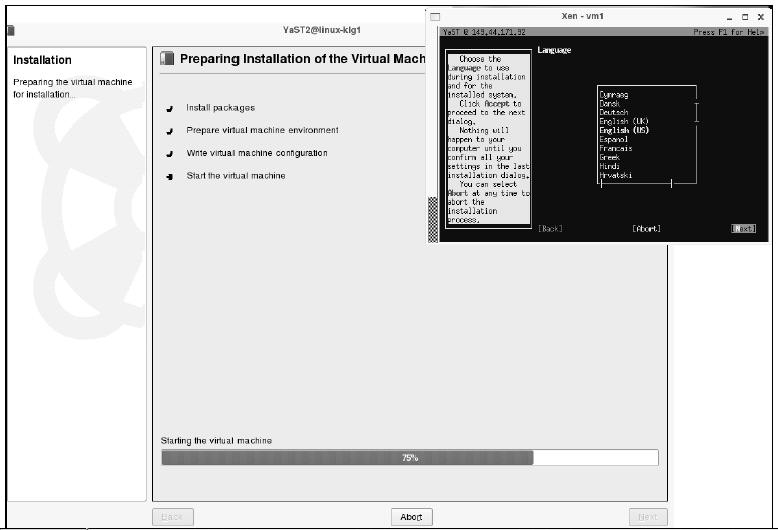 YaST2@linux-klg1
Installation
Preparing the virtual machine
for installation...
Preparing Installation of the Virtual Mach
Install packages
Prepare virtual machine environment
Write virtual machine configuration
Start the virtual machine
Starting the virtual machine
75%
Back
Abort
Next
Xen - vm1
YaST @ 149.44.171.92
Press F1 for Help
Choose the
Language to use
during installation
and for the
installed system.
Click Accept to
proceed to the next
dialog.
Nothing will
happen to your
computer until you
confirm all your
settings in the last
installation dialog.
You can select
Abort at any time to
abort the
installation
process.
Language
Cymraeg
Dansk
Deutsch
English (UK)
English (US)
Espanol
Francais
Greek
Hindi
Hrvatski
[Back]
[Abort]
[Next]